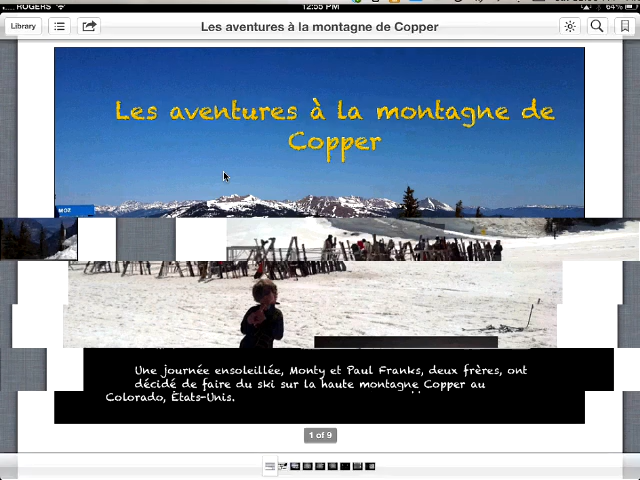 ROGERS
12:55 PM
64%
Library
Les aventures à la montagne de Copper
Les aventures à la montagne de
Copper
Une journée ensoleillée, Monty et Paul Franks, deux frères, ont
décidé de faire du ski sur la haute montagne Copper au
Colorado, États-Unis.
1 of 9